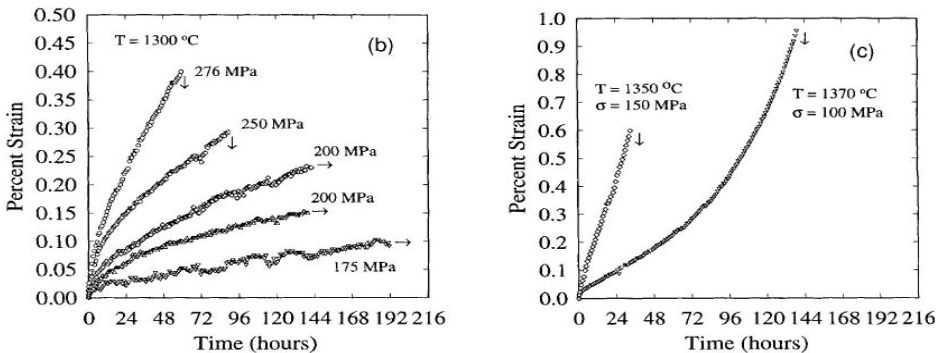 (b)
T = 1300 °C
276 MPa
250 MPa
200 MPa
200 MPa
175 MPa
0.50
0.45
0.40
0.35
0.30
0.25
0.20
0.15
0.10
0.05
0.00
0 24 48 72 96 120 144 168 192 216
Percent Strain
Time (hours)
(c)
T = 1350 °C
σ = 150 MPa
T = 1370 °C
σ = 100 MPa
1.0
0.9
0.8
0.7
0.6
0.5
0.4
0.3
0.2
0.1
0.0
0 24 48 72 96 120 144 168 192 216
Percent Strain
Time (hours)